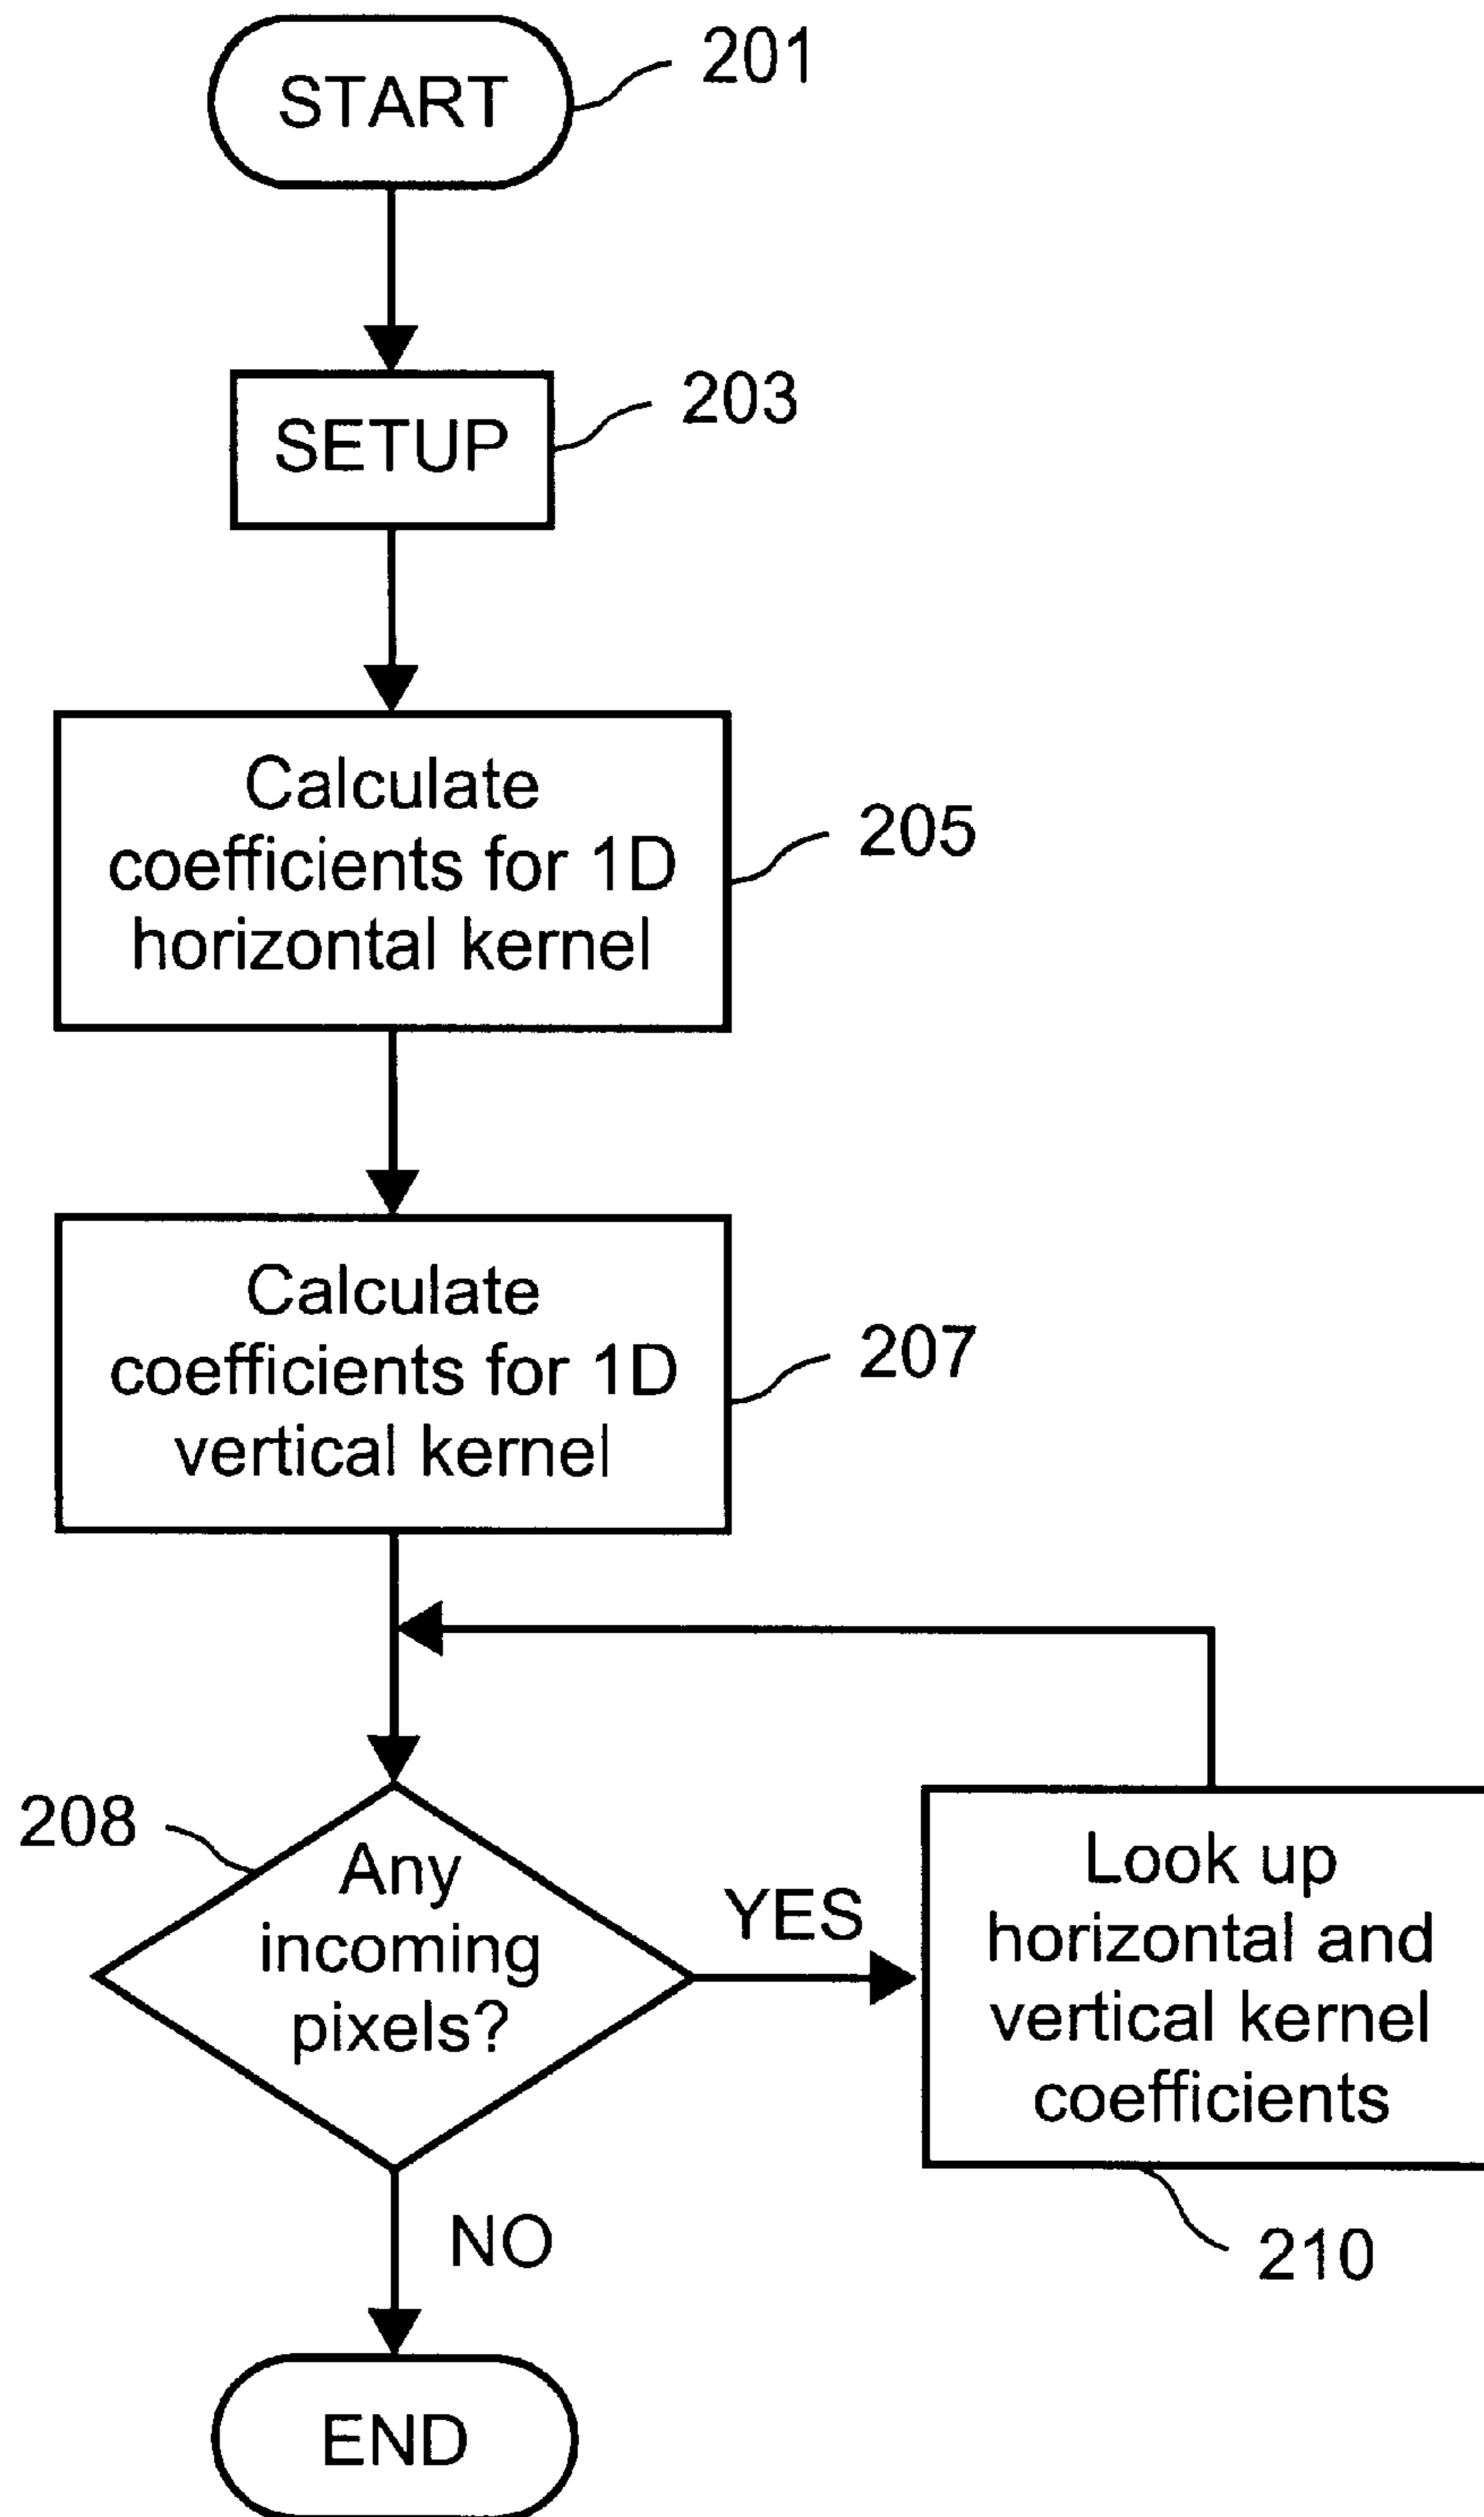 START
201
SETUP
203
Calculate
coefficients for 1D
horizontal kernel
205
Calculate
coefficients for 1D
vertical kernel
207
208
Any
incoming
pixels?
YES
Look up
horizontal and
vertical kernel
coefficients
210
NO
END